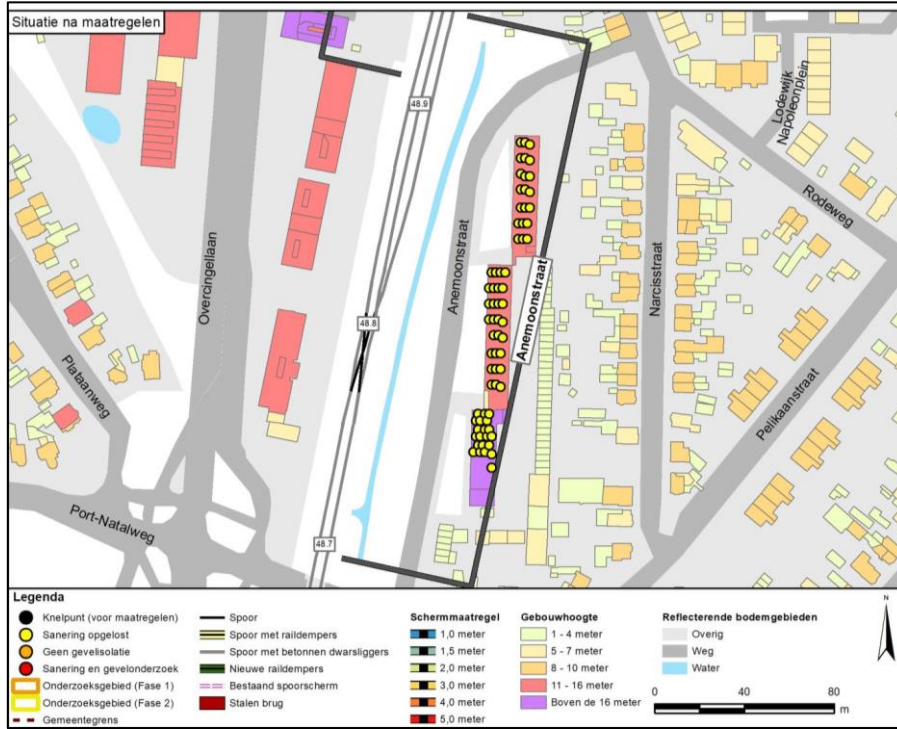 Situatie na maatregelen
48.9
Lodewijk
Napoleonplein
Rodeweg
Overcingellaan
Anemoonstraat
Anemoonstraat
Narcisstraat
48.8
Plataanweg
Pelikaanstraat
Port-Natalweg
48.7
Legenda
Knelpunt (voor maatregelen)
Sanering opgelost
Geen gevelisolatie
Sanering en gevelonderzoek
Onderzoeksgebied (Fase 1)
Onderzoeksgebied (Fase 2)
Gemeentegrens
Spoor
Spoor met raildempers
Spoor met betonnen dwarsliggers
Nieuwe raildempers
Bestaand spoorscherm
Stalen brug
Schermmaatregel
1,0 meter
1,5 meter
2,0 meter
3,0 meter
4,0 meter
5,0 meter
Gebouwhoogte
1 - 4 meter
5 - 7 meter
8 - 10 meter
11 - 16 meter
Boven de 16 meter
Reflecterende bodemgebieden
Overig
Weg
Water
N
0 40 80
m